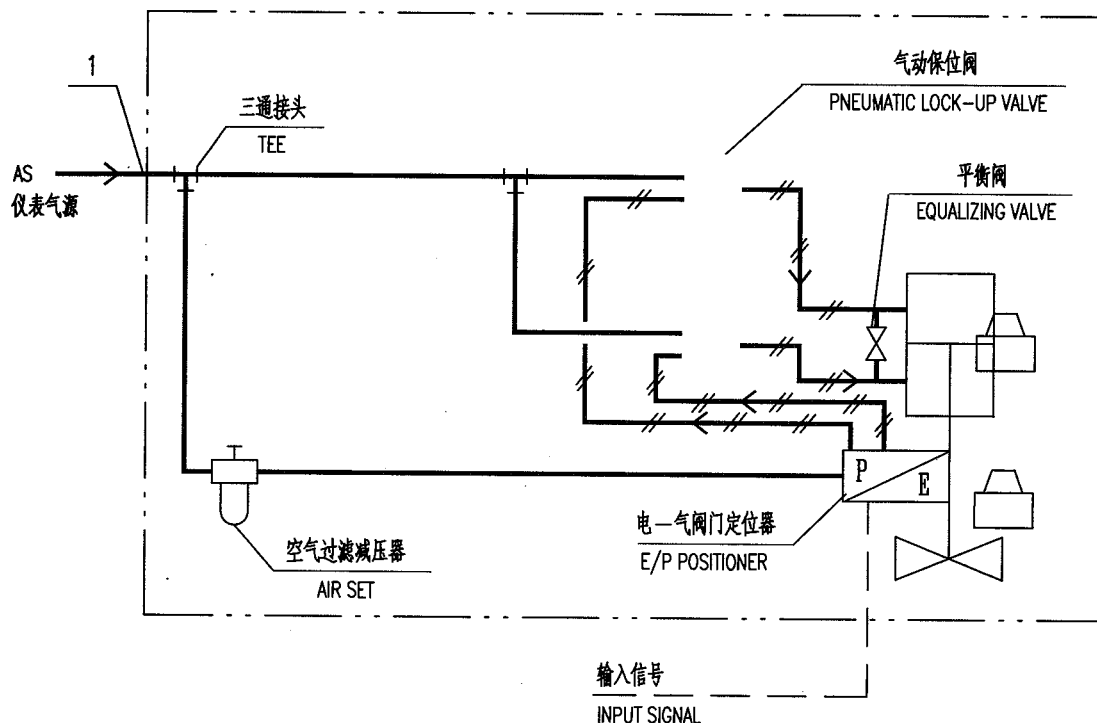 1
三通接头
TEE
AS
仪表气源
气动保位阀
PNEUMATIC LOCK-UP VALVE
平衡阀
EQUALIZING VALVE
P
E
空气过滤减压器
AIR SET
电一气阀门定位器
E/P POSITIONER
输入信号
INPUT SIGNAL